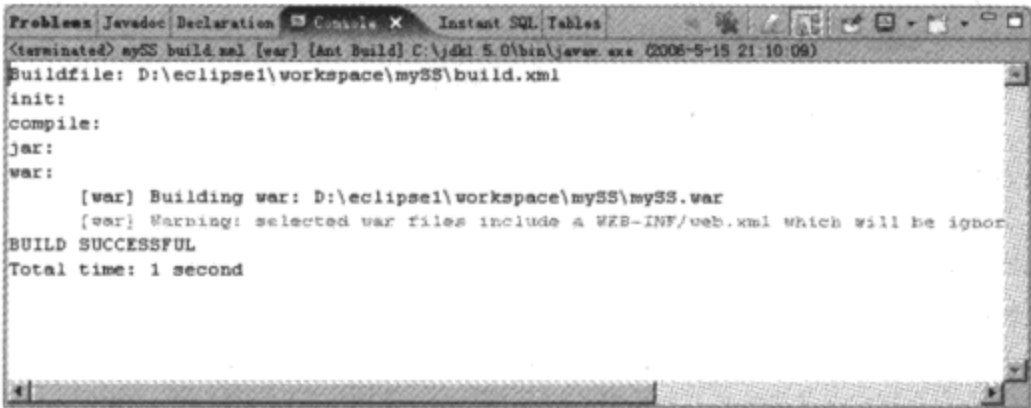 Problems Javadoc Declaration Console Instant SQL Tables
<terminated> mySS build.xml [war] [Ant Build] C:\jdk1.5.0\bin\javaw.exe (2006-5-15 21:10:09)
Buildfile: D:\eclipse1\workspace\mySS\build.xml
init:
compile:
jar:
war:
[war] Building war: D:\eclipse1\workspace\mySS\mySS.war
[war] Warning: selected war files include a WEB-INF/web.xml which will be ignor
BUILD SUCCESSFUL
Total time: 1 second